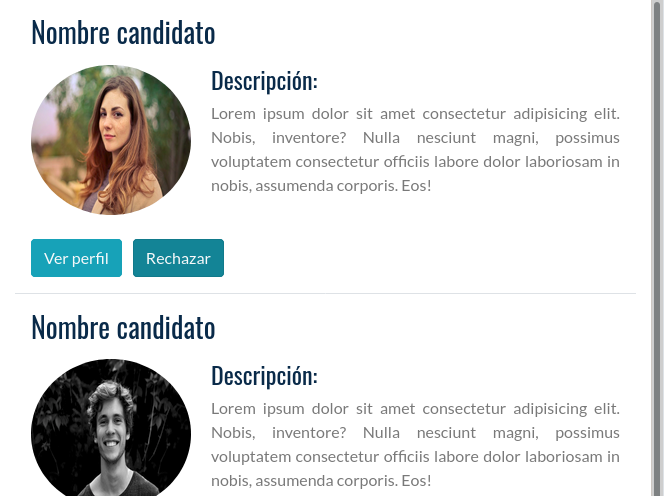 Nombre candidato
Descripción:
Lorem ipsum dolor sit amet consectetur adipisicing elit.
Nobis, inventore? Nulla nesciunt magni, possimus
voluptatem consectetur officiis labore dolor laboriosam in
nobis, assumenda corporis. Eos!
Ver perfil
Rechazar
Nombre candidato
Descripción:
Lorem ipsum dolor sit amet consectetur adipisicing elit.
Nobis, inventore? Nulla nesciunt magni, possimus
voluptatem consectetur officiis labore dolor laboriosam in
nobis, assumenda corporis. Eos!